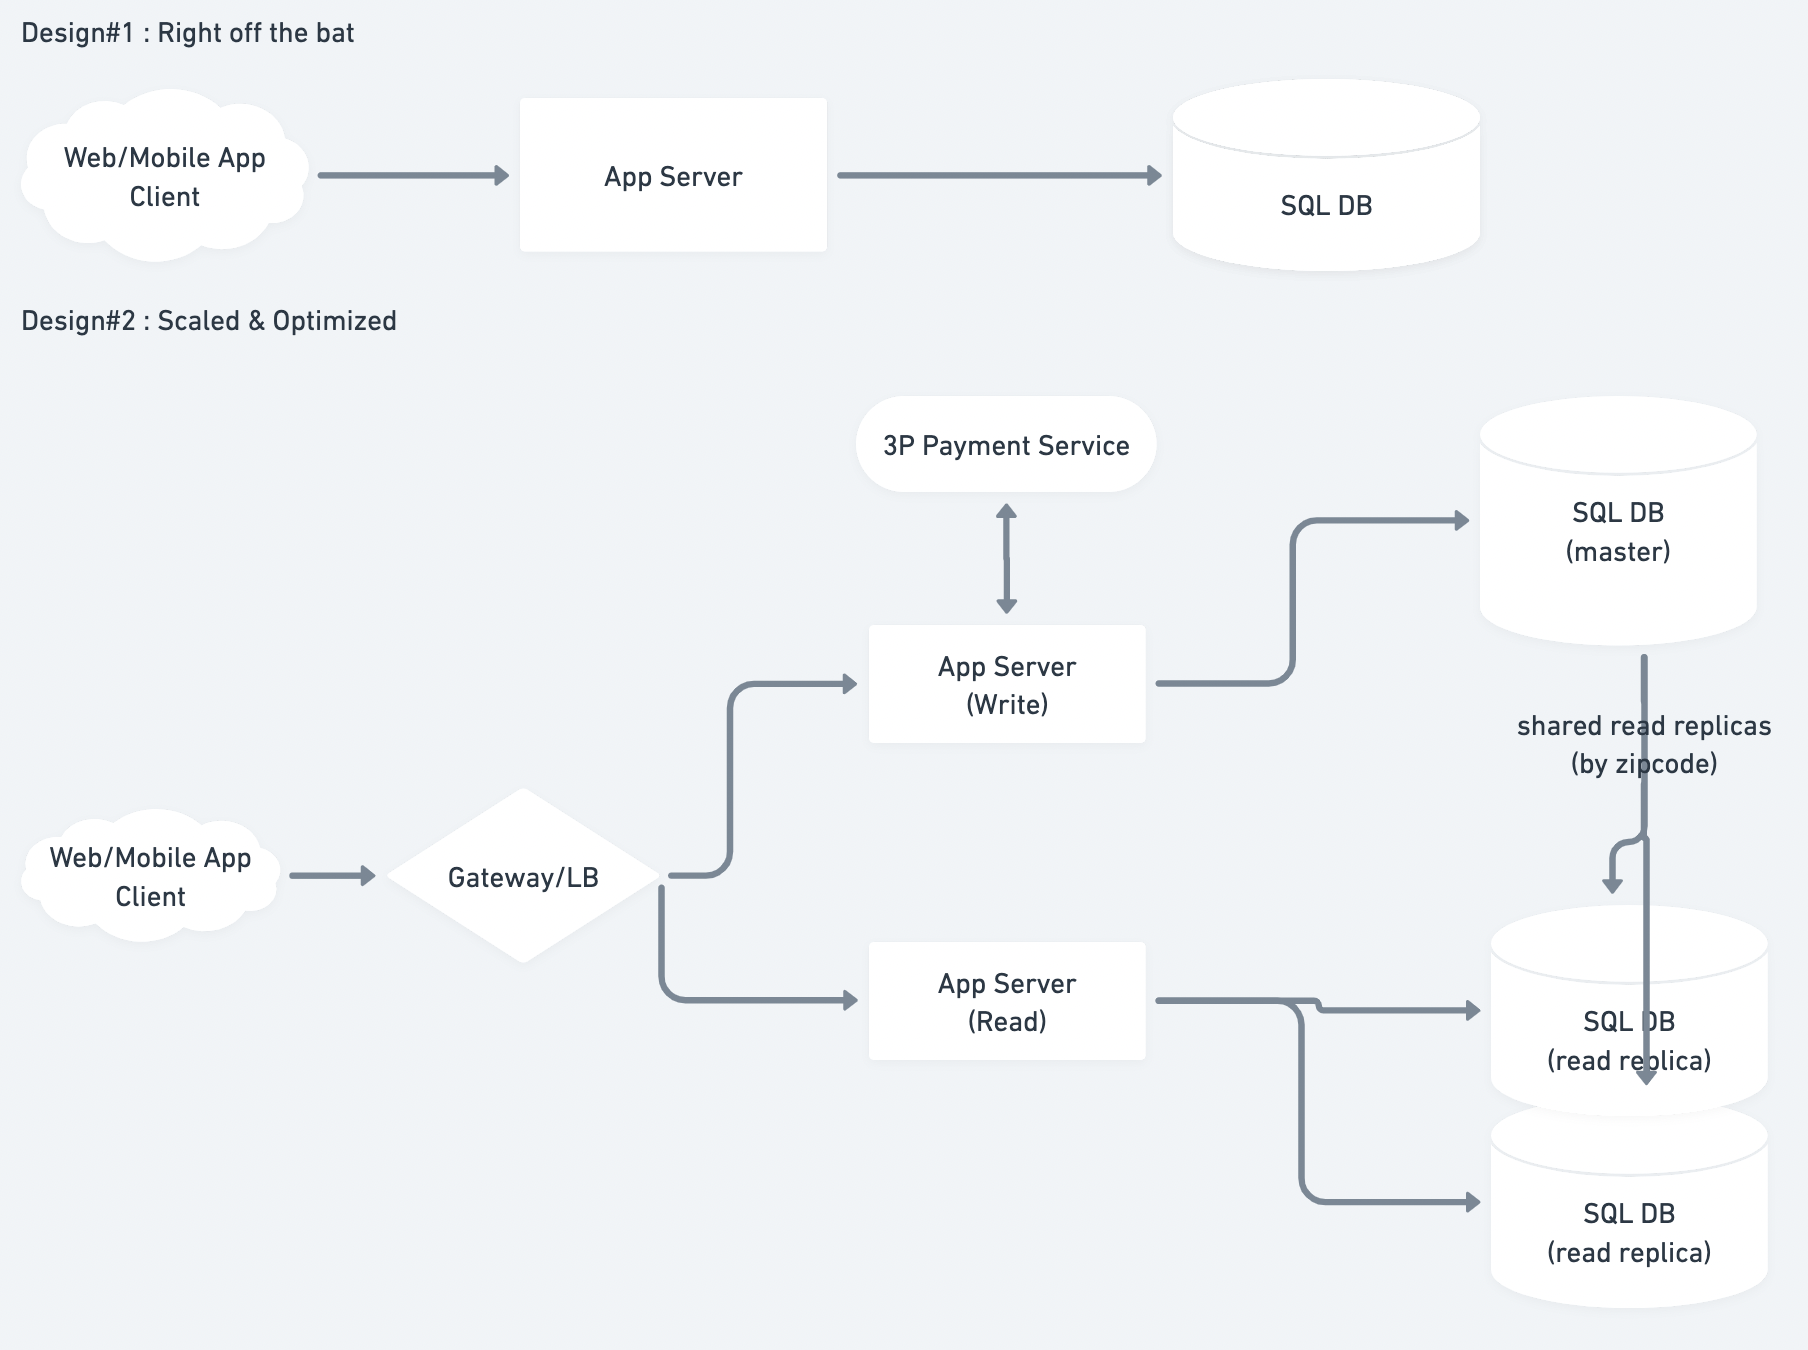 Design#1 : Right off the bat
Web/Mobile App
Client
App Server
SQL DB
Design#2 : Scaled & Optimized
3P Payment Service
SQL DB
(master)
App Server
(Write)
shared read replicas
(by zipcode)
Web/Mobile App
Client
Gateway/LB
App Server
(Read)
SQL DB
(read replica)
SQL DB
(read replica)